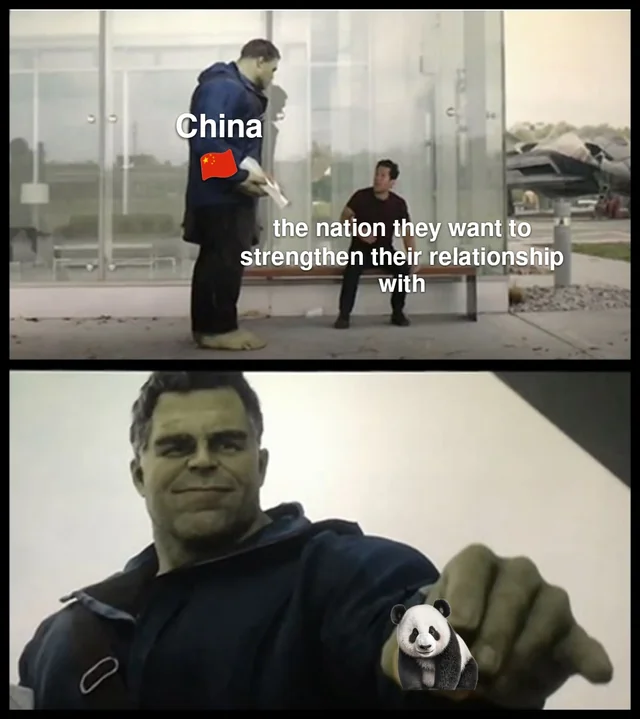 China
the nation they want to
strengthen their relationship
with